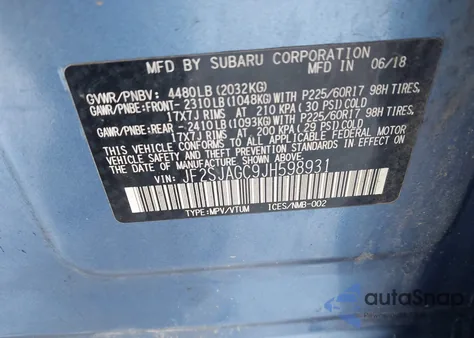 MFD. BY SUBARU CORPORATION MFD IN 06/18
GVWR/PNBV: 4480LB(2032KG)
GAWR/PNBE:FRONT- 2310LB(1048KG) WITH P225/60R17 98H TIRES,
17X7J RIMS AT 210 KPA(30 PSI)COLD
GAWR/PNBE:REAR - 2410LB(1093KG) WITH P225/60R17 98H TIRES,
17X7J RIMS AT 200 KPA(29 PSI)COLD
THIS VEHICLE CONFORMS TO ALL APPLICABLE FEDERAL MOTOR
VEHICLE SAFETY STANDARDS IN EFFECT ON
THE DATE OF MANUFACTURE SHOWN ABOVE.
JF2SJAGC9JH598931
TYPE:MPV/VTUM ICES/NMB-002
autoSnap